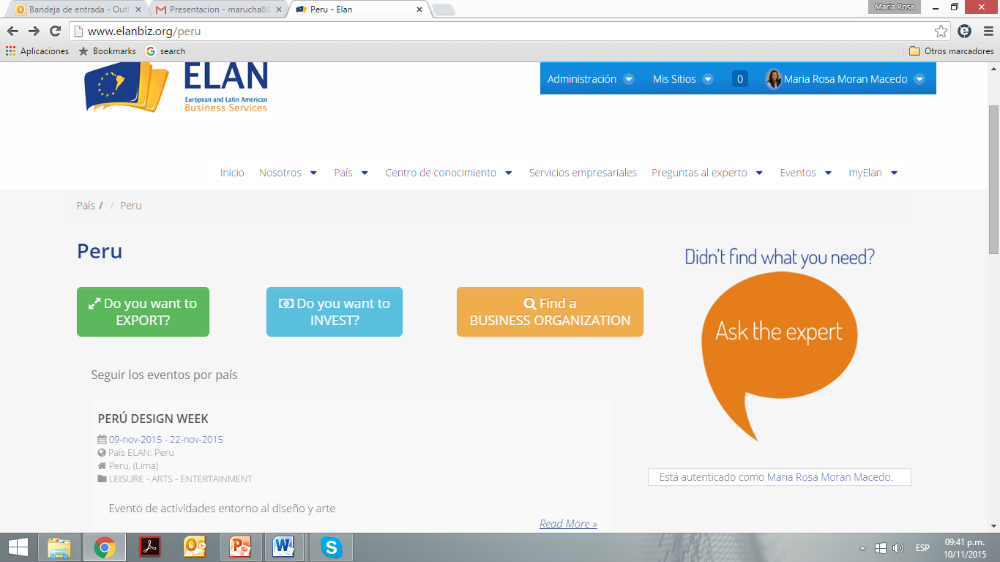 Bandeja de entrada - Outl
Presentacion - marucha8@
Peru - Elan
Maria Rosa
www.elanbiz.org/peru
Aplicaciones
Bookmarks
search
Otros marcadores
ELAN
European and Latin American
Business Services
Administración
Mis Sitios
0
Maria Rosa Moran Macedo
Inicio
Nosotros
País
Centro de conocimiento
Servicios empresariales
Preguntas al experto
Eventos
myElan
País / / Peru
Peru
Do you want to
EXPORT?
Do you want to
INVEST?
Find a
BUSINESS ORGANIZATION
Didn't find what you need?
Ask the expert
Seguir los eventos por país
PERÚ DESIGN WEEK
09-nov-2015 - 22-nov-2015
País ELAN: Peru
Peru, (Lima)
LEISURE - ARTS - ENTERTAINMENT
Evento de actividades entorno al diseño y arte
Read More »
Está autenticado como Maria Rosa Moran Macedo.
ESP
09:41 p.m.
10/11/2015